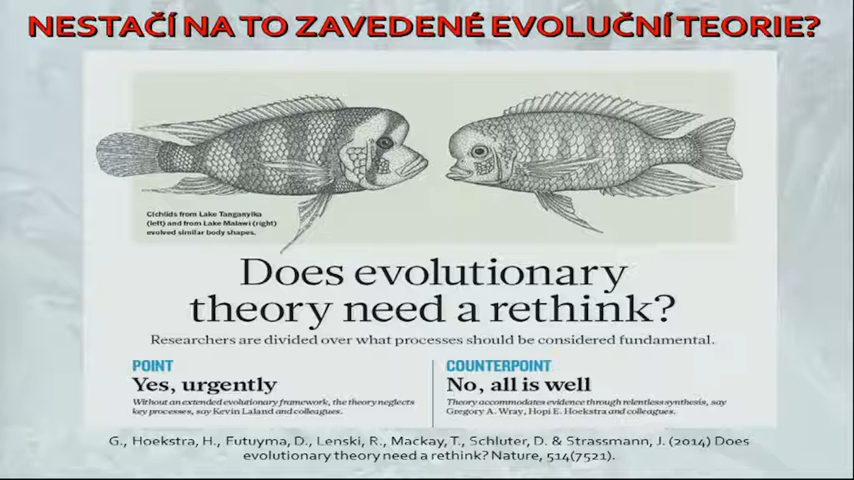 NESTAČÍ NA TO ZAVEDENÉ EVOLUČNÍ TEORIE?
Cichlids from Lake Tanganyika
(left) and from Lake Malawi (right)
evolved similar body shapes.
Does evolutionary
theory need a rethink?
Researchers are divided over what processes should be considered fundamental.
POINT
Yes, urgently
Without an extended evolutionary framework, the theory neglects
key processes, say Kevin Laland and colleagues.
COUNTERPOINT
No, all is well
Theory accommodates evidence through relentless synthesis, say
Gregory A. Wray, Hopi E. Hoekstra and colleagues.
G., Hoekstra, H., Futuyma, D., Lenski, R., Mackay, T., Schluter, D. & Strassmann, J. (2014) Does
evolutionary theory need a rethink? Nature, 514(7521).